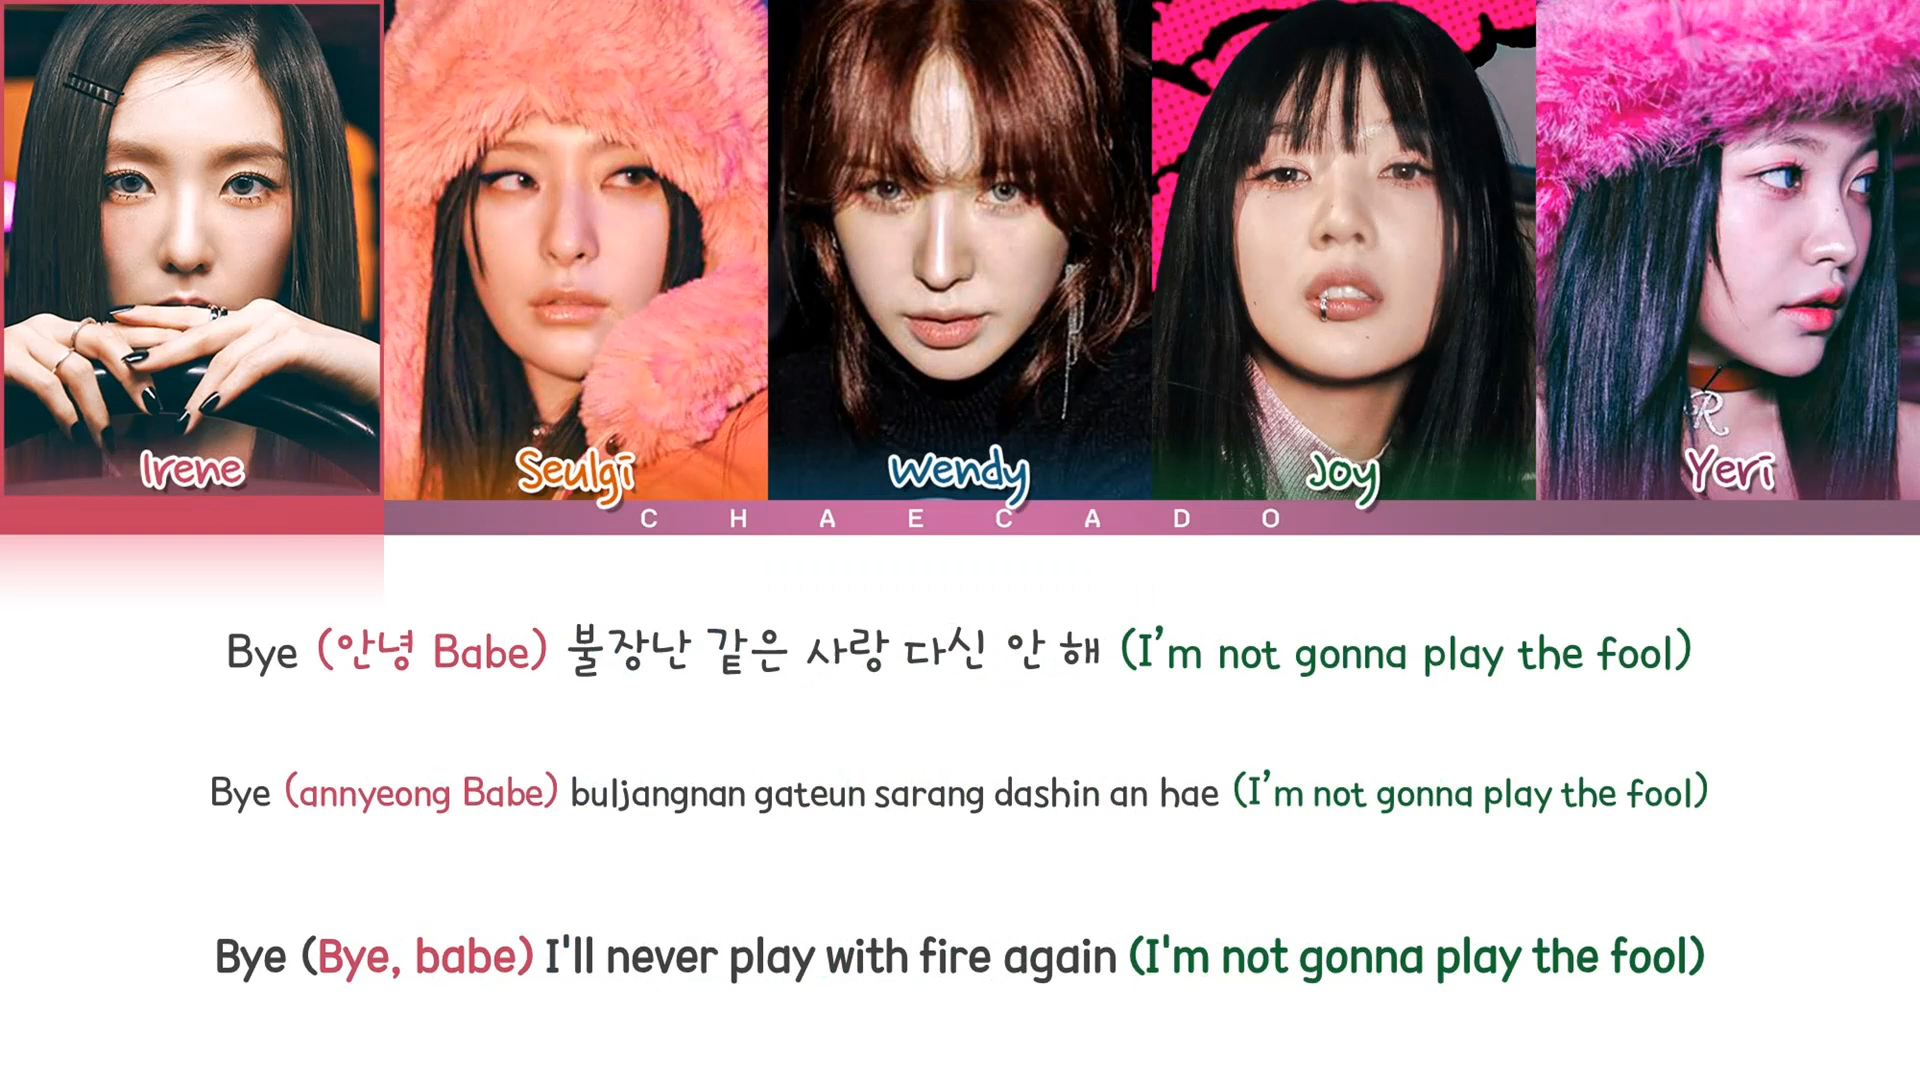 Irene
Seulgi
Wendy
Joy
Yeri
R
CHAECADO
Bye (안녕 Babe) 불장난 같은 사랑 다신 안 해 (I'm not gonna play the fool)
Bye (annyeong Babe) buljangnan gateun sarang dashin an hae (I'm not gonna play the fool)
Bye (Bye, babe) I'll never play with fire again (I'm not gonna play the fool)